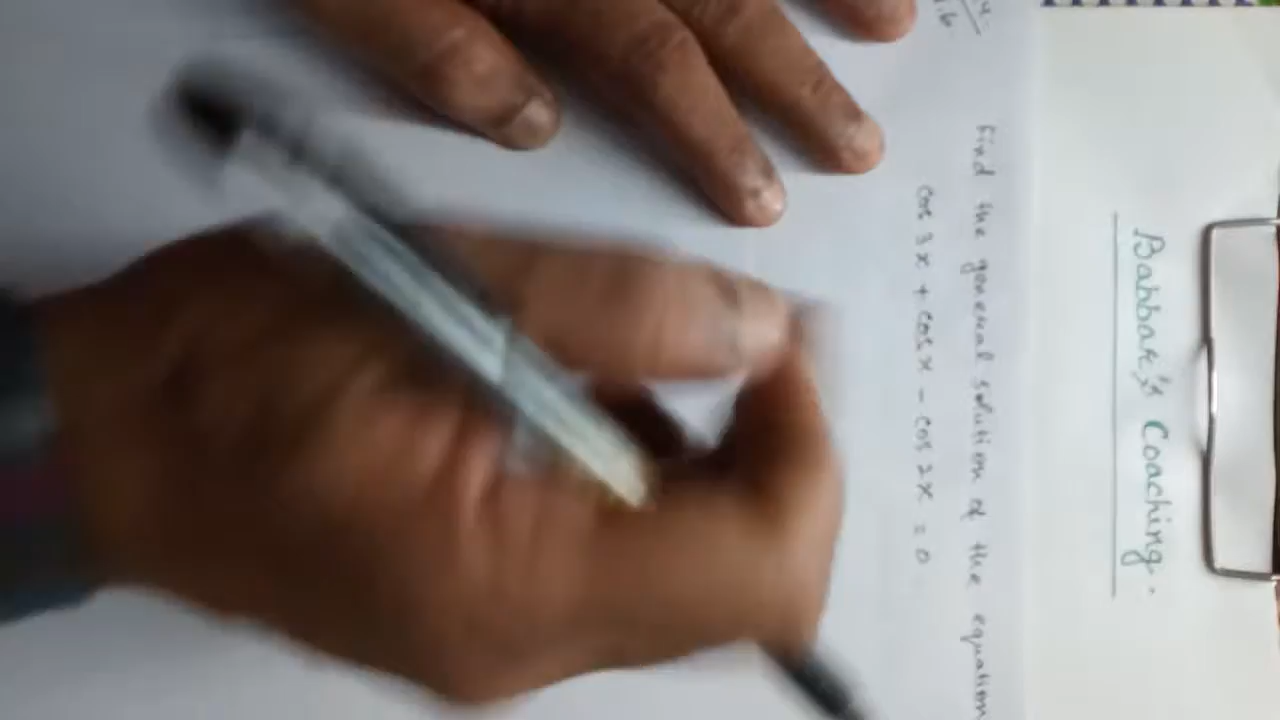 Babbar's Coaching.
Find the general solution of the equation
cos 3x + cos x - cos 2x = 0